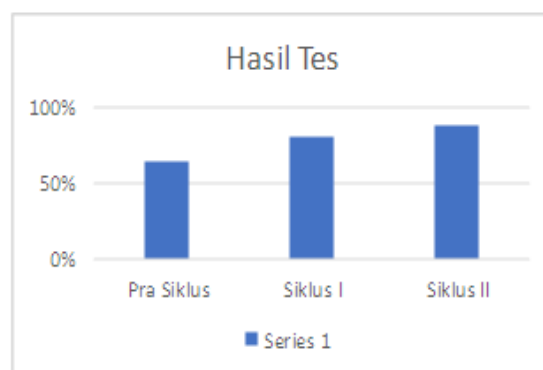 Hasil Tes
100%
50%
0%
Pra Siklus Siklus I Siklus II
Series 1